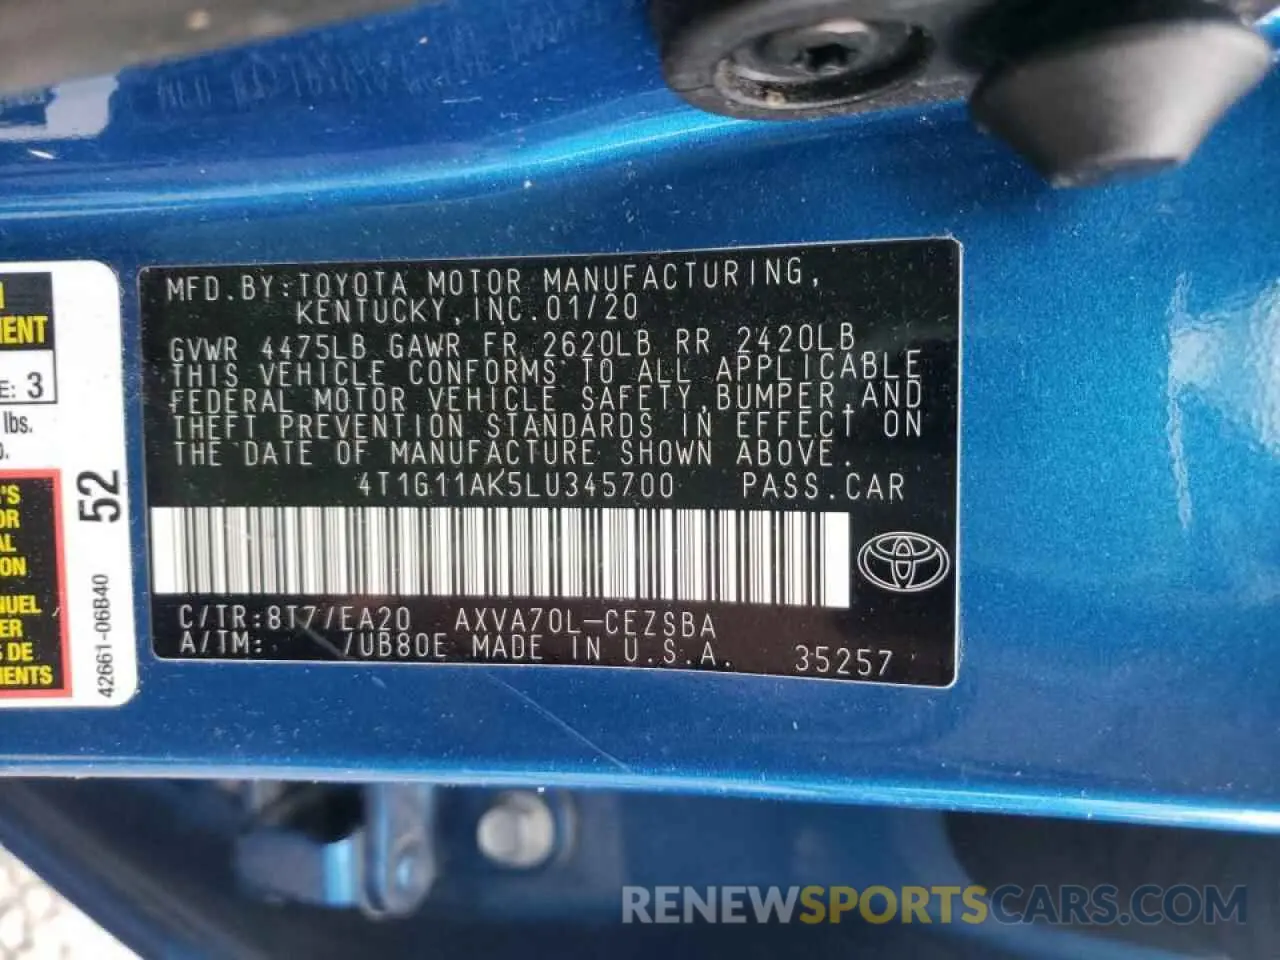 MFD.BY:TOYOTA MOTOR MANUFACTURING,
KENTUCKY,INC.01/20
GVWR 4475LB GAWR FR 2620LB RR 2420LB
THIS VEHICLE CONFORMS TO ALL APPLICABLE
FEDERAL MOTOR VEHICLE SAFETY,BUMPER,AND
THEFT PREVENTION STANDARDS IN EFFECT ON
THE DATE OF MANUFACTURE SHOWN ABOVE.
4T1G11AK5LU345700 PASS.CAR
C/TR:8T7/EA20 AXVA70L-CEZSBA
A/TM: /UB80E MADE IN U.S.A. 35257
E: 3
lbs.
52
42661-06B40
RENEWSPORTSCARS.COM